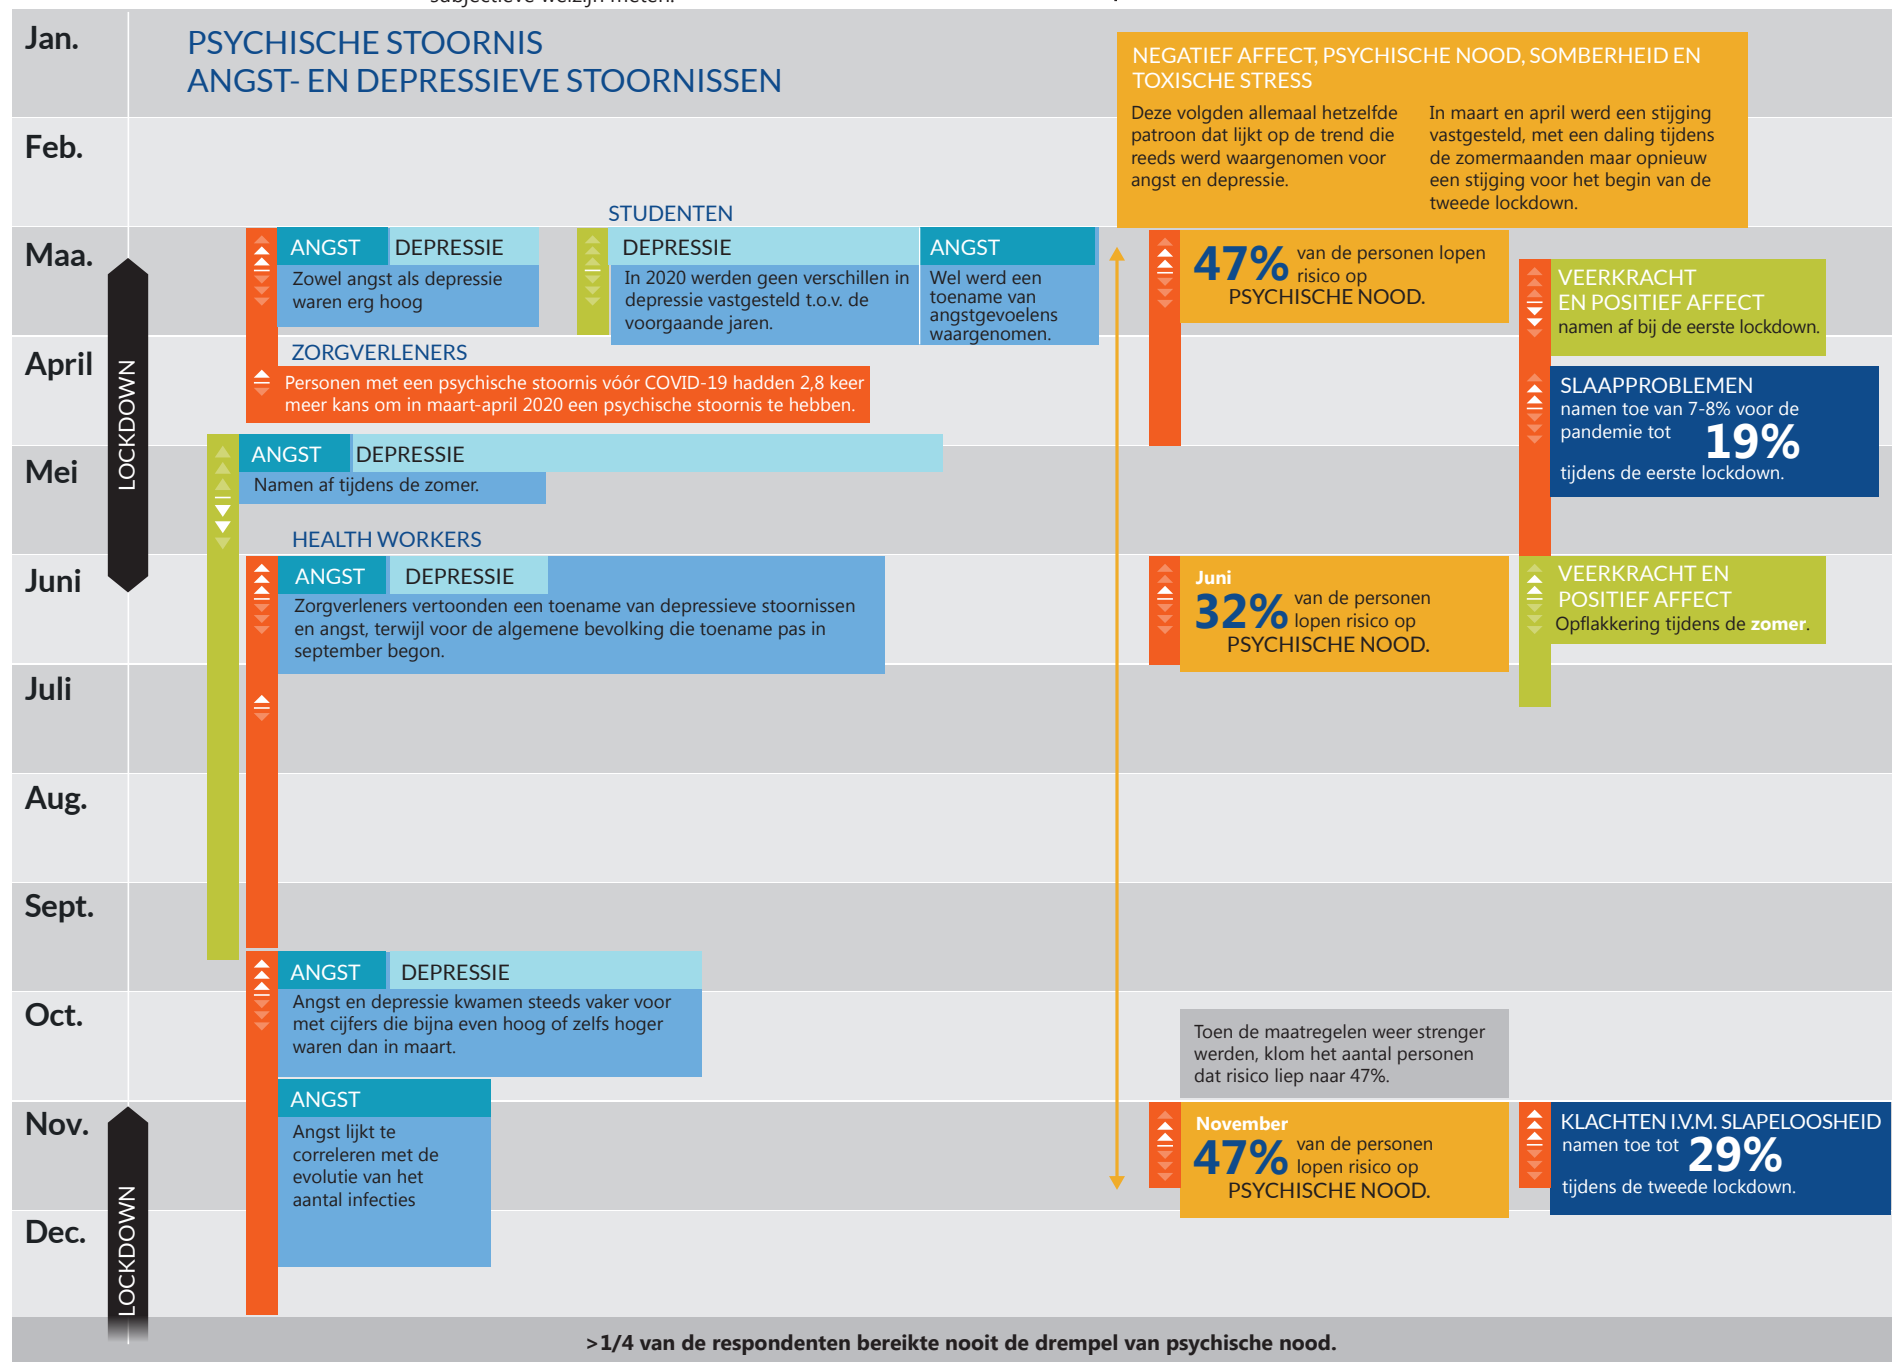 subjectieve welzijn meten.
Jan.
PSYCHISCHE STOORNIS
ANGST- EN DEPRESSIEVE STOORNISSEN
NEGATIEF AFFECT, PSYCHISCHE NOOD, SOMBERHEID EN
TOXISCHE STRESS
Deze volgden allemaal hetzelfde
patroon dat lijkt op de trend die
reeds werd waargenomen voor
angst en depressie.
In maart en april werd een stijging
vastgesteld, met een daling tijdens
de zomermaanden maar opnieuw
een stijging voor het begin van de
tweede lockdown.
Feb.
Maa.
LOCKDOWN
ANGST
DEPRESSIE
Zowel angst als depressie
waren erg hoog
STUDENTEN
DEPRESSIE
In 2020 werden geen verschillen in
depressie vastgesteld t.o.v. de
voorgaande jaren.
ANGST
Wel werd een
toename van
angstgevoelens
waargenomen.
47% van de personen lopen
risico op
PSYCHISCHE NOOD.
VEERKRACHT
EN POSITIEF AFFECT
namen af bij de eerste lockdown.
April
ZORGVERLENERS
Personen met een psychische stoornis vóór COVID-19 hadden 2,8 keer
meer kans om in maart-april 2020 een psychische stoornis te hebben.
SLAAPPROBLEMEN
namen toe van 7-8% voor de
pandemie tot 19%
tijdens de eerste lockdown.
Mei
ANGST
DEPRESSIE
Namen af tijdens de zomer.
HEALTH WORKERS
Juni
ANGST
DEPRESSIE
Zorgverleners vertoonden een toename van depressieve stoornissen
en angst, terwijl voor de algemene bevolking die toename pas in
september begon.
Juni
32% van de personen
lopen risico op
PSYCHISCHE NOOD.
VEERKRACHT EN
POSITIEF AFFECT
Opflakkering tijdens de zomer.
Juli
Aug.
Sept.
ANGST
DEPRESSIE
Angst en depressie kwamen steeds vaker voor
met cijfers die bijna even hoog of zelfs hoger
waren dan in maart.
Oct.
Toen de maatregelen weer strenger
werden, klom het aantal personen
dat risico liep naar 47%.
ANGST
Angst lijkt te
correleren met de
evolutie van het
aantal infecties
Nov.
November
47% van de personen
lopen risico op
PSYCHISCHE NOOD.
KLACHTEN I.V.M. SLAPELOOSHEID
namen toe tot 29%
tijdens de tweede lockdown.
Dec.
LOCKDOWN
>1/4 van de respondenten bereikte nooit de drempel van psychische nood.